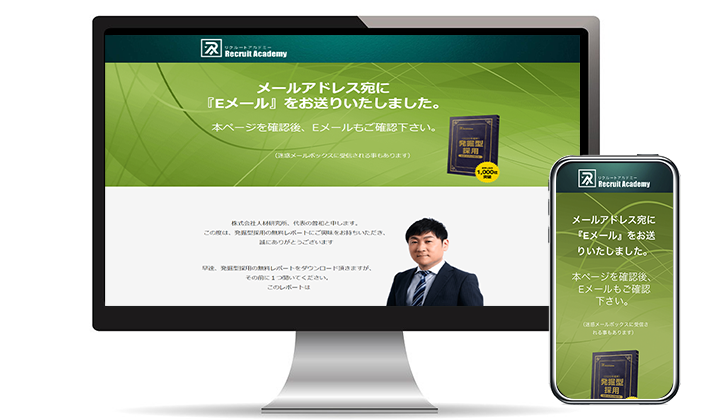 リクルートアカデミー
Recruit Academy
メールアドレス宛に
『Eメール』をお送りいたしました。
本ページを確認後、Eメールもご確認下さい。
(迷惑メールボックスに受信される事もあります)
発掘型
採用
1,000名
株式会社人材研究所、代表の曽和と申します。
この度は、発掘型採用の無料レポートにご興味をお持ちいただき、
誠にありがとうございます
早速、発掘型採用の無料レポートをダウンロード頂きますが、
その前に1つ聞いてください。
このレポートは
リクルートアカデミー
Recruit Academy
メールアドレス宛に
『Eメール』をお送
りいたしました。
本ページを確認後、
Eメールもご確認
下さい。
(迷惑メールボックスに受信さ
れる事もあります)
発掘型
採用